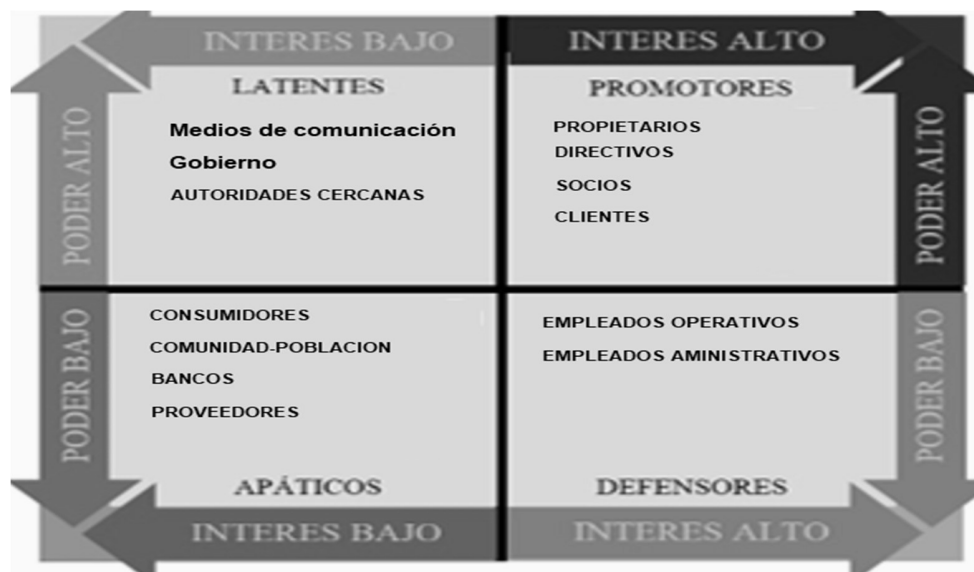 INTERES BAJO
INTERES ALTO
PODER ALTO
LATENTES
Medios de comunicación
Gobierno
AUTORIDADES CERCANAS
PROMOTORES
PROPIETARIOS
DIRECTIVOS
SOCIOS
CLIENTES
PODER ALTO
PODER BAJO
CONSUMIDORES
COMUNIDAD-POBLACION
BANCOS
PROVEEDORES
APÁTICOS
EMPLEADOS OPERATIVOS
EMPLEADOS AMINISTRATIVOS
DEFENSORES
PODER BAJO
INTERES BAJO
INTERES ALTO